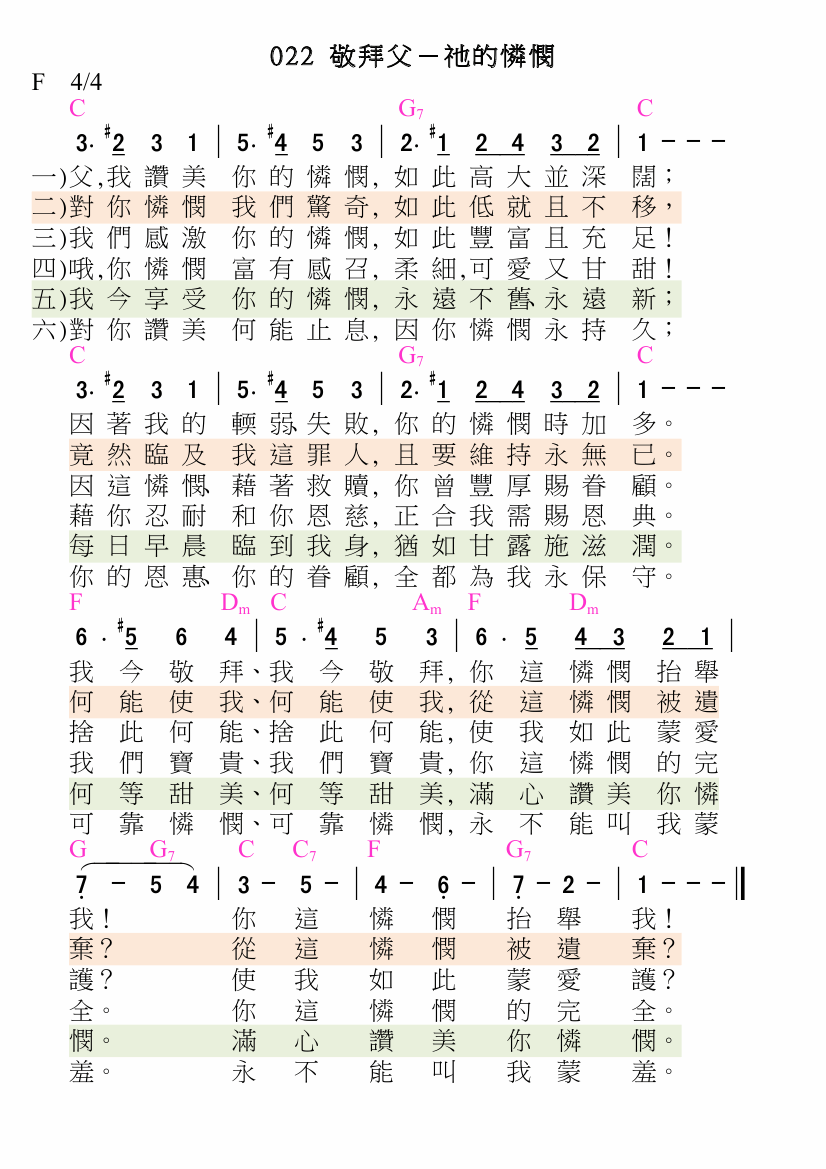 022 敬拜父－祂的憐憫
F 4/4
C G7 C
3. #2 3 1 | 5. #4 5 3 | 2. #1 2 4 3 2 | 1 - - -
一)父,我讚美 你的憐憫, 如此高大並深 闊；
二)對你憐憫 我們驚奇, 如此低就且不 移，
三)我們感激 你的憐憫, 如此豐富且充 足！
四)哦,你憐憫 富有感召, 柔細,可愛又甘 甜！
五)我今享受 你的憐憫, 永遠不舊、永遠 新；
六)對你讚美 何能止息, 因你憐憫永持 久；
C G7 C
3. #2 3 1 | 5. #4 5 3 | 2. #1 2 4 3 2 | 1 - - -
因著我的 輭弱、失敗, 你的憐憫時加 多。
竟然臨及 我這罪人, 且要維持永無 已。
因這憐憫、 藉著救贖, 你曾豐厚賜眷 顧。
藉你忍耐 和你恩慈, 正合我需賜恩 典。
每日早晨 臨到我身, 猶如甘露施滋 潤。
你的恩惠、 你的眷顧, 全都為我永保 守。
F Dm C Am F Dm
6 . #5 6 4 | 5 . #4 5 3 | 6 . 5 4 3 2 1 |
我今敬拜、我今敬拜, 你這憐憫抬舉
何能使我、何能使我, 從這憐憫被遺
捨此何能、捨此何能, 使我如此蒙愛
我們寶貴、我們寶貴, 你這憐憫的完
何等甜美、何等甜美, 滿心讚美你憐
可靠憐憫、可靠憐憫, 永不能叫我蒙
G G7 C C7 F G7 C
7̣ - 5 4 | 3 - 5 - | 4 - 6̣ - | 7̣ - 2 - | 1 - - - ‖
我！ 你這憐憫抬舉我！
棄？ 從這憐憫被遺棄？
護？ 使我如此蒙愛護？
全。 你這憐憫的完全。
憫。 滿心讚美你憐憫。
羞。 永不能叫我蒙羞。